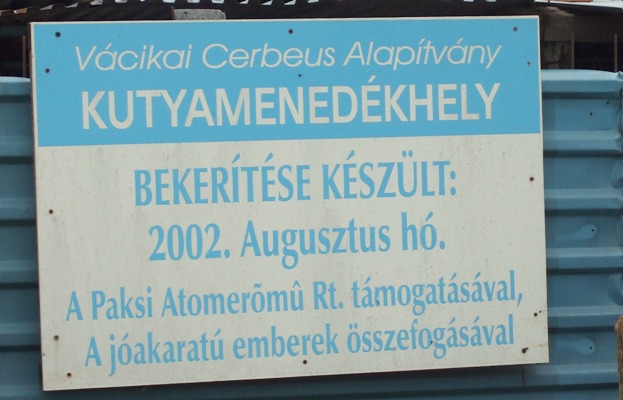 Vácikai Cerbeus Alapítvány
KUTYAMENEDÉKHELY
BEKERÍTÉSE KÉSZÜLT:
2002. Augusztus hó.
A Paksi Atomerõmû Rt. támogatásával,
A jóakaratú emberek összefogásával